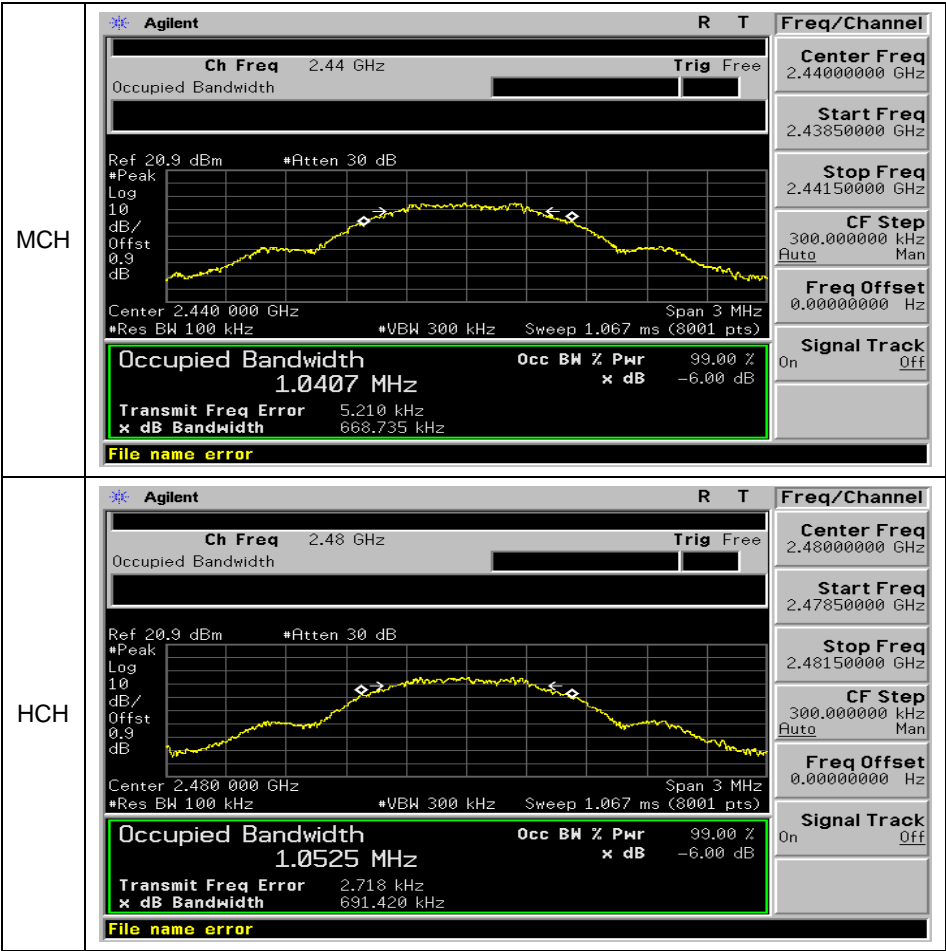 MCH
Agilent R T Freq/Channel
Ch Freq 2.44 GHz Trig Free
Occupied Bandwidth
Center Freq
2.44000000 GHz
Start Freq
2.43850000 GHz
Stop Freq
2.44150000 GHz
CF Step
300.000000 kHz
Auto Man
Freq Offset
0.00000000 Hz
Signal Track
On Off
Ref 20.9 dBm #Atten 30 dB
#Peak
Log
10
dB/
Offst
0.9
dB
Center 2.440 000 GHz Span 3 MHz
#Res BW 100 kHz #VBW 300 kHz Sweep 1.067 ms (8001 pts)
Occupied Bandwidth Occ BW % Pwr 99.00 %
1.0407 MHz x dB -6.00 dB
Transmit Freq Error 5.210 kHz
x dB Bandwidth 668.735 kHz
File name error
HCH
Agilent R T Freq/Channel
Ch Freq 2.48 GHz Trig Free
Occupied Bandwidth
Center Freq
2.48000000 GHz
Start Freq
2.47850000 GHz
Stop Freq
2.48150000 GHz
CF Step
300.000000 kHz
Auto Man
Freq Offset
0.00000000 Hz
Signal Track
On Off
Ref 20.9 dBm #Atten 30 dB
#Peak
Log
10
dB/
Offst
0.9
dB
Center 2.480 000 GHz Span 3 MHz
#Res BW 100 kHz #VBW 300 kHz Sweep 1.067 ms (8001 pts)
Occupied Bandwidth Occ BW % Pwr 99.00 %
1.0525 MHz x dB -6.00 dB
Transmit Freq Error 2.718 kHz
x dB Bandwidth 691.420 kHz
File name error